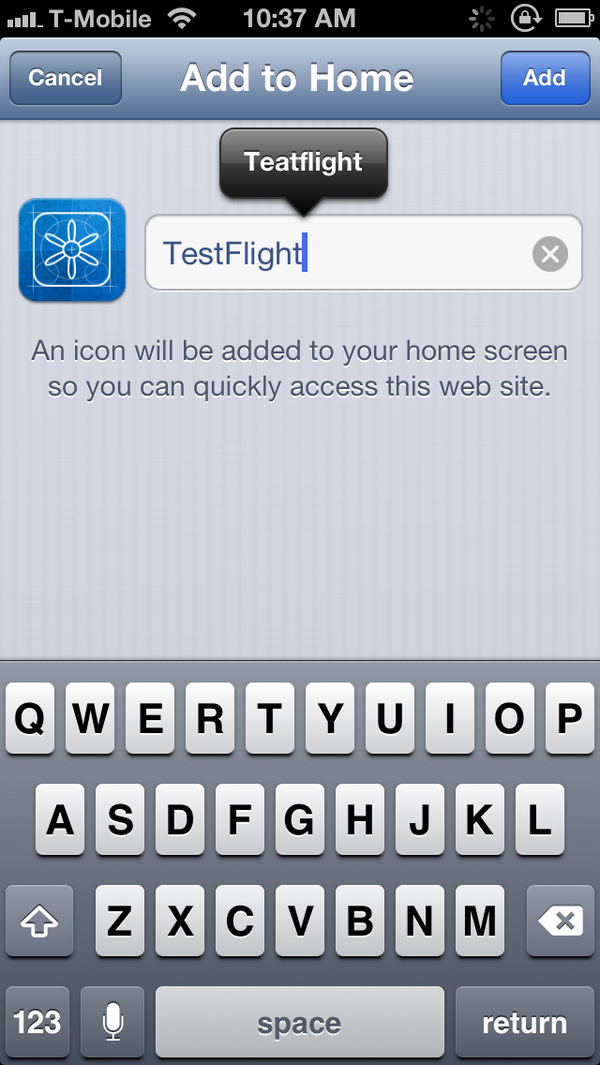 T-Mobile 10:37 AM
Cancel Add to Home Add
Teatflight
TestFlight
An icon will be added to your home screen
so you can quickly access this web site.
Q W E R T Y U I O P
A S D F G H J K L
Z X C V B N M
123 space return